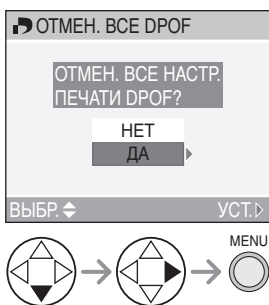 ОТМЕН. ВСЕ DPOF
ОТМЕН. ВСЕ НАСТР.
ПЕЧАТИ DPOF?
НЕТ
ДА
ВЫБР.
УСТ.
MENU